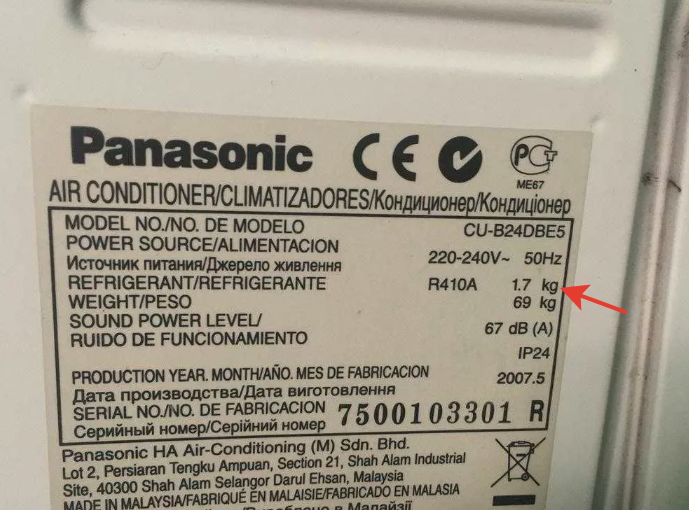 Panasonic CE PCT
ME67
AIR CONDITIONER/CLIMATIZADORES/Кондиционер/Кондиціонер
MODEL NO./NO. DE MODELO CU-B24DBE5
POWER SOURCE/ALIMENTACION
Источник питания/Джерело живлення 220-240V~ 50Hz
REFRIGERANT/REFRIGERANTE R410A 1.7 kg
WEIGHT/PESO 69 kg
SOUND POWER LEVEL/
RUIDO DE FUNCIONAMIENTO 67 dB (A)
IP24
PRODUCTION YEAR. MONTH/AÑO. MES DE FABRICACION 2007.5
Дата производства/Дата виготовлення
SERIAL NO./NO. DE FABRICACION 7500103301 R
Серийный номер/Серійний номер
Panasonic HA Air-Conditioning (M) Sdn. Bhd.
Lot 2, Persiaran Tengku Ampuan, Section 21, Shah Alam Industrial
Site, 40300 Shah Alam Selangor Darul Ehsan, Malaysia
MADE IN MALAYSIA/FABRIQUÉ EN MALAISIE/FABRICADO EN MALASIA